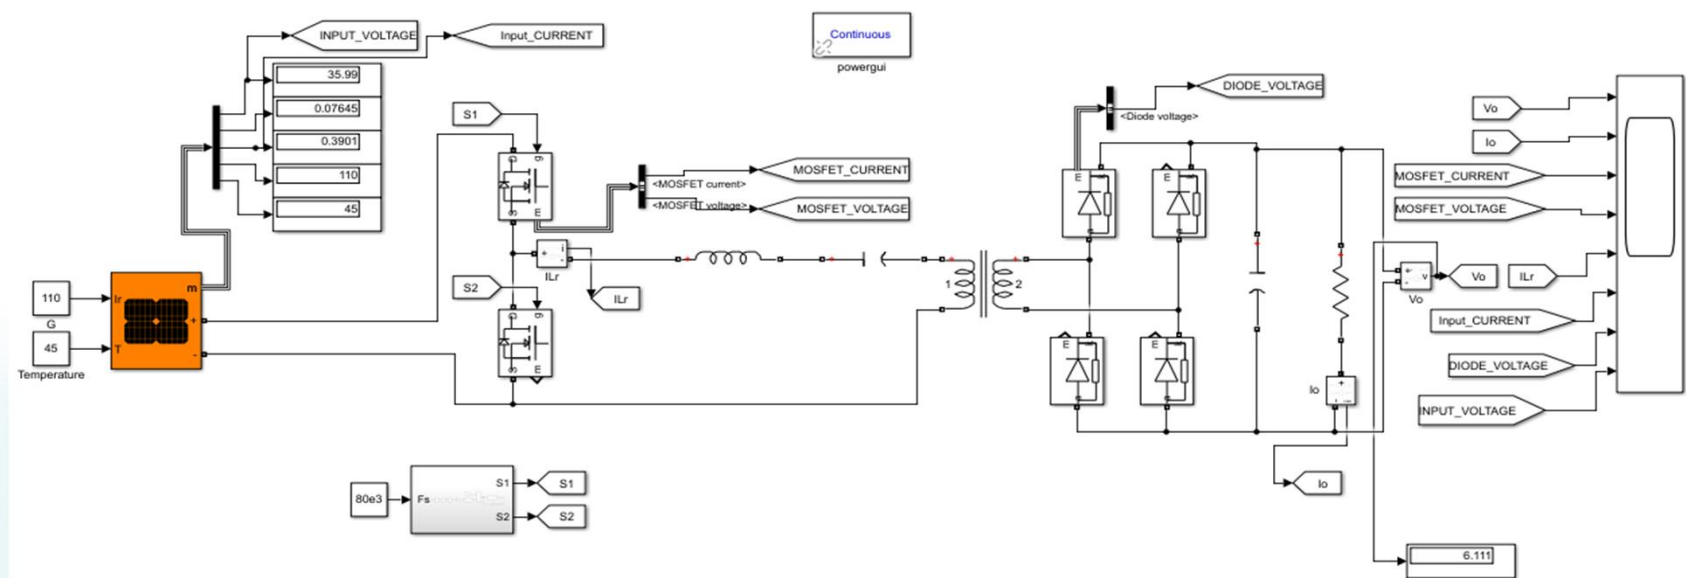 INPUT_VOLTAGE
Input_CURRENT
Continuous
powergui
35.99
0.07645
0.3901
110
45
S1
g
D
S
m
<MOSFET current>
<MOSFET voltage>
MOSFET_CURRENT
MOSFET_VOLTAGE
<Diode voltage>
DIODE_VOLTAGE
E
E
i
+
-
ILr
ILr
S2
g
D
S
m
1
2
E
E
110
G
45
Temperature
Ir
T
m
+
-
Vo
Io
MOSFET_CURRENT
MOSFET_VOLTAGE
+
-
v
Vo
Vo
ILr
Input_CURRENT
DIODE_VOLTAGE
INPUT_VOLTAGE
Io
+
Io
80e3
Fs
S1
S2
S1
S2
6.111